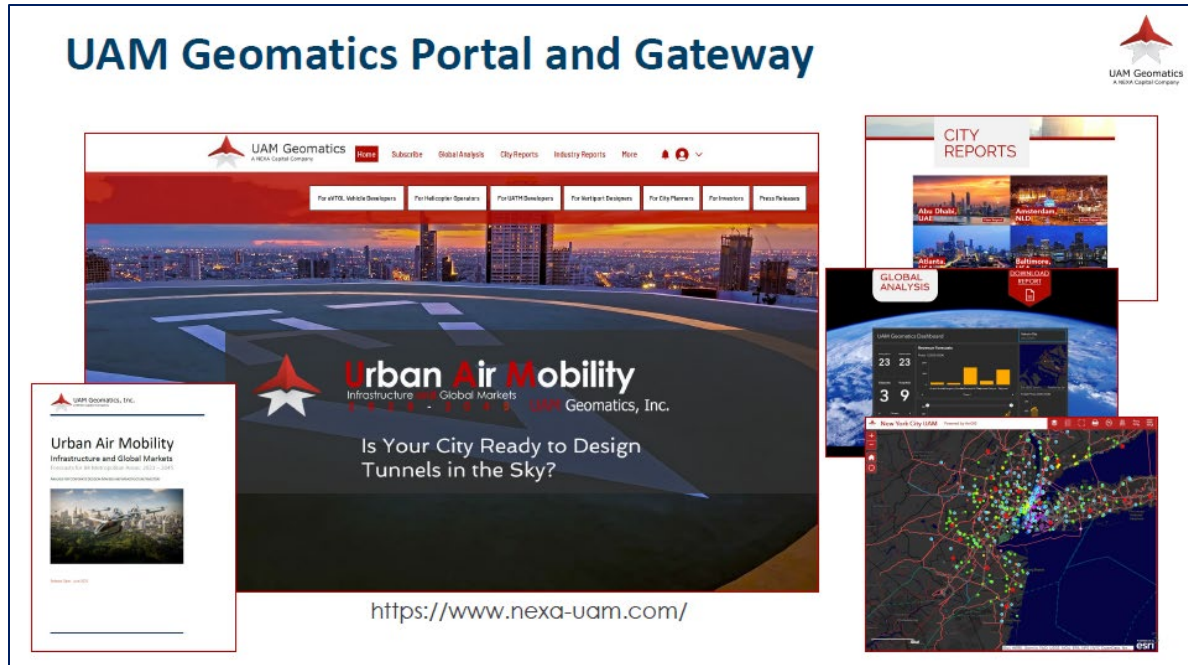 UAM Geomatics Portal and Gateway
UAM Geomatics
A NEXA Capital Company
UAM Geomatics
A NEXA Capital Company
Home
Subscribe
Global Analysis
City Reports
Industry Reports
More
For eVTOL Vehicle Developers
For Helicopter Operators
For UATM Developers
For Vertiport Designers
For City Planners
For Investors
Press Releases
Urban Air Mobility
Infrastructure and Global Markets
UAM Geomatics, Inc.
Is Your City Ready to Design
Tunnels in the Sky?
https://www.nexa-uam.com/
UAM Geomatics, Inc.
Urban Air Mobility
Infrastructure and Global Markets
CITY
REPORTS
Abu Dhabi,
UAE
Amsterdam,
NLD
Atlanta,
Baltimore,
GLOBAL
ANALYSIS
DOWNLOAD
REPORT
UAM Geomatics Dashboard
23 23
3 9
New York City UAM
Powered by ArcGIS
esri